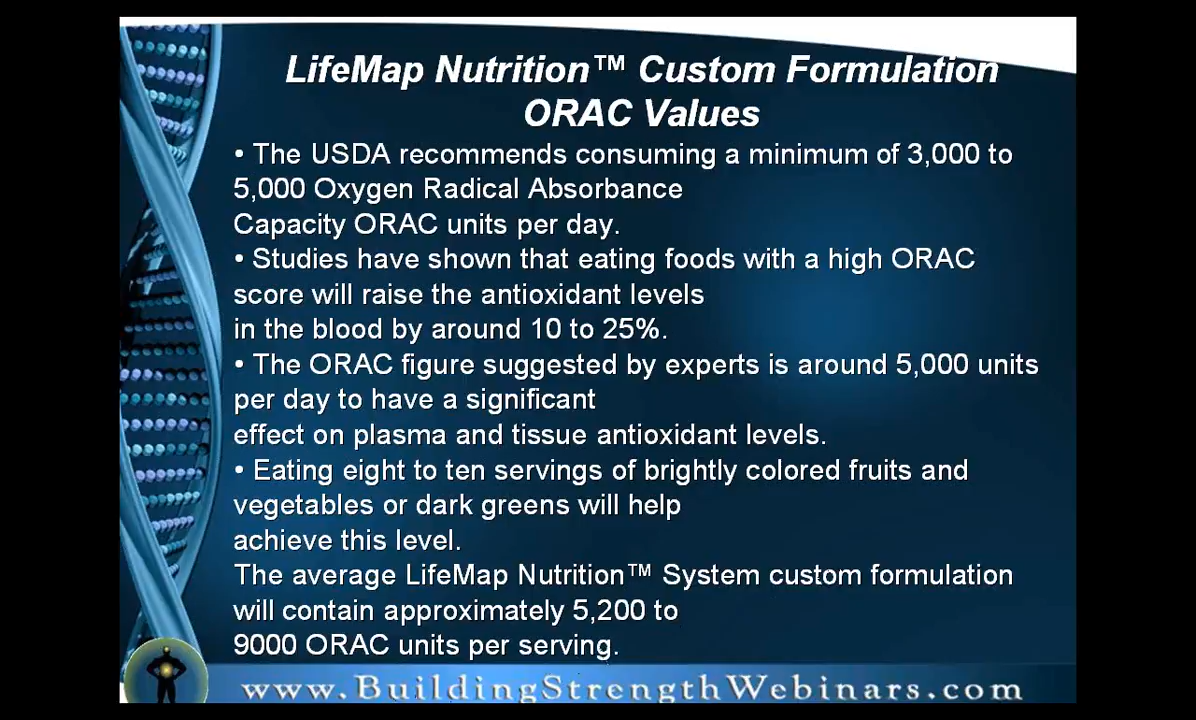 LifeMap Nutrition™ Custom Formulation
ORAC Values
• The USDA recommends consuming a minimum of 3,000 to
5,000 Oxygen Radical Absorbance
Capacity ORAC units per day.
• Studies have shown that eating foods with a high ORAC
score will raise the antioxidant levels
in the blood by around 10 to 25%.
• The ORAC figure suggested by experts is around 5,000 units
per day to have a significant
effect on plasma and tissue antioxidant levels.
• Eating eight to ten servings of brightly colored fruits and
vegetables or dark greens will help
achieve this level.
The average LifeMap Nutrition™ System custom formulation
will contain approximately 5,200 to
9000 ORAC units per serving.
www.BuildingStrengthWebinars.com